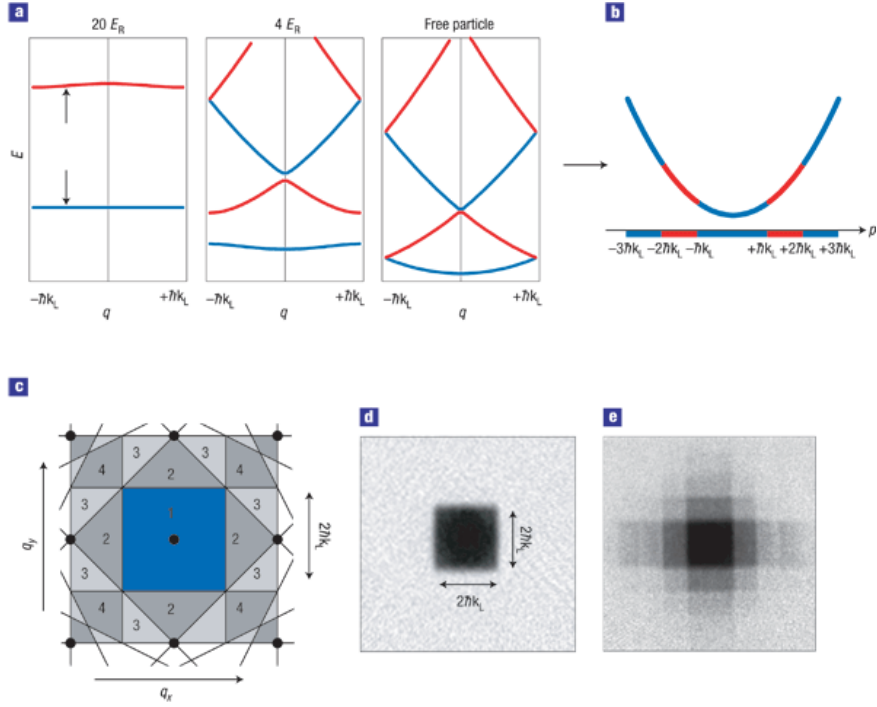 a
20 E_R
4 E_R
Free particle
E
−ħk_L
+ħk_L
q
−ħk_L
+ħk_L
q
−ħk_L
+ħk_L
q
b
p
−3ħk_L −2ħk_L −ħk_L +ħk_L +2ħk_L +3ħk_L
c
3 3
4 2 4
3 3
1
2 2
3 3
4 2 4
3 3
q_y
2ħk_L
q_x
d
2ħk_L
2ħk_L
e